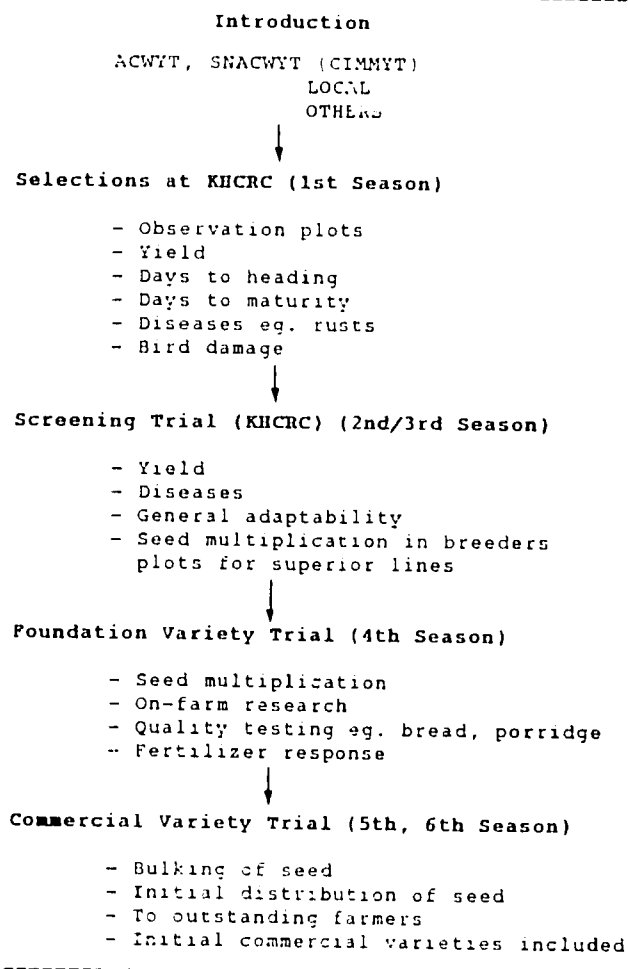 Introduction
ACWYT, SNACWYT (CIMMYT)
LOCAL
OTHERS
Selections at KHCRC (1st Season)
- Observation plots
- Yield
- Days to heading
- Days to maturity
- Diseases eg. rusts
- Bird damage
Screening Trial (KHCRC) (2nd/3rd Season)
- Yield
- Diseases
- General adaptability
- Seed multiplication in breeders
plots for superior lines
Foundation Variety Trial (4th Season)
- Seed multiplication
- On-farm research
- Quality testing eg. bread, porridge
- Fertilizer response
Commercial Variety Trial (5th, 6th Season)
- Bulking of seed
- Initial distribution of seed
- To outstanding farmers
- Initial commercial varieties included